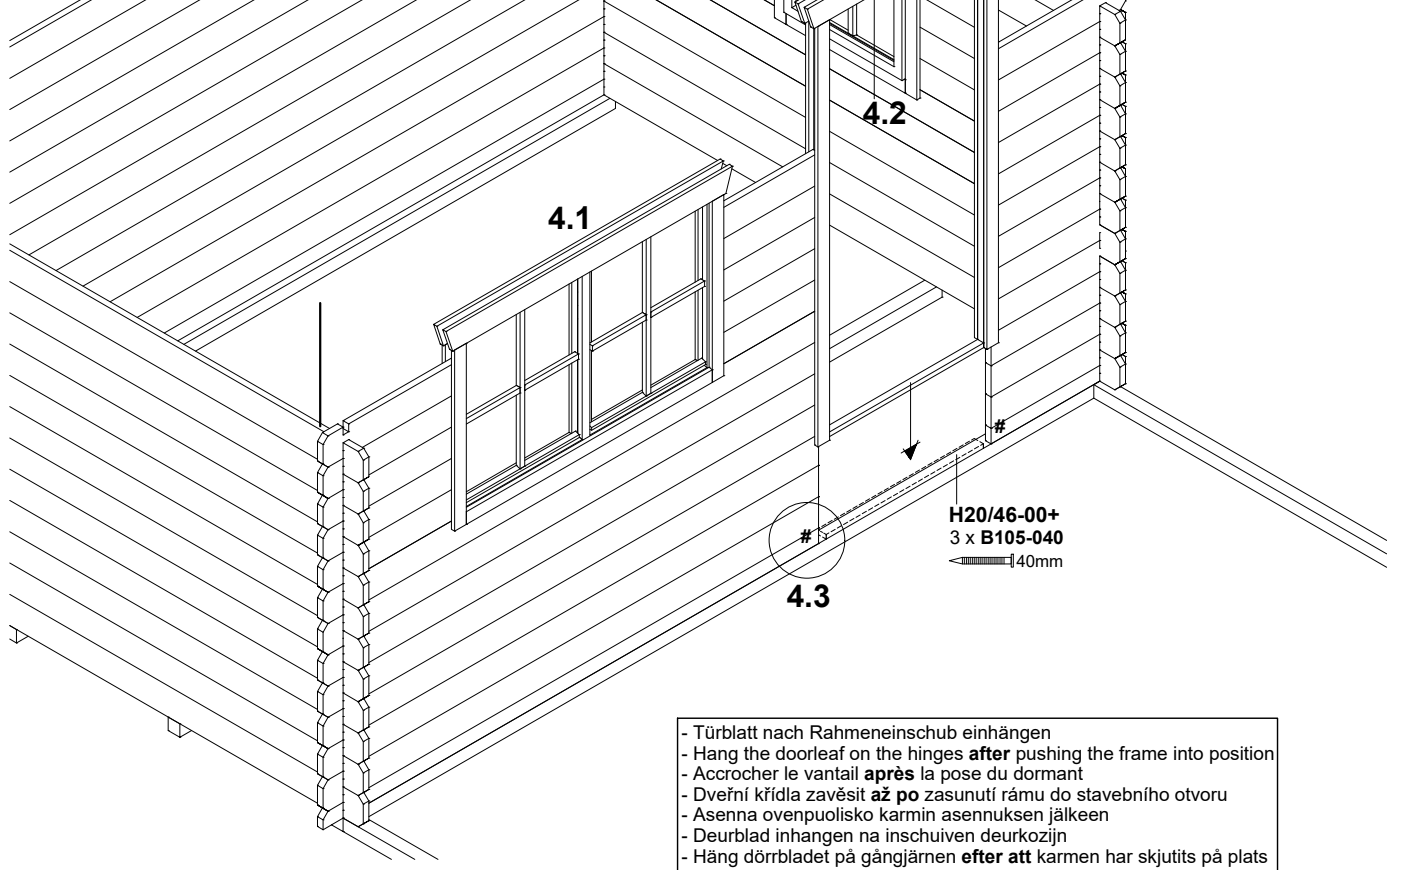 4.2
4.1
#
H20/46-00+
3 x B105-040
40mm
#
4.3
- Türblatt nach Rahmeneinschub einhängen
- Hang the doorleaf on the hinges after pushing the frame into position
- Accrocher le vantail après la pose du dormant
- Dveřní křídla zavěsit až po zasunutí rámu do stavebního otvoru
- Asenna ovenpuolisko karmin asennuksen jälkeen
- Deurblad inhangen na inschuiven deurkozijn
- Häng dörrbladet på gångjärnen efter att karmen har skjutits på plats